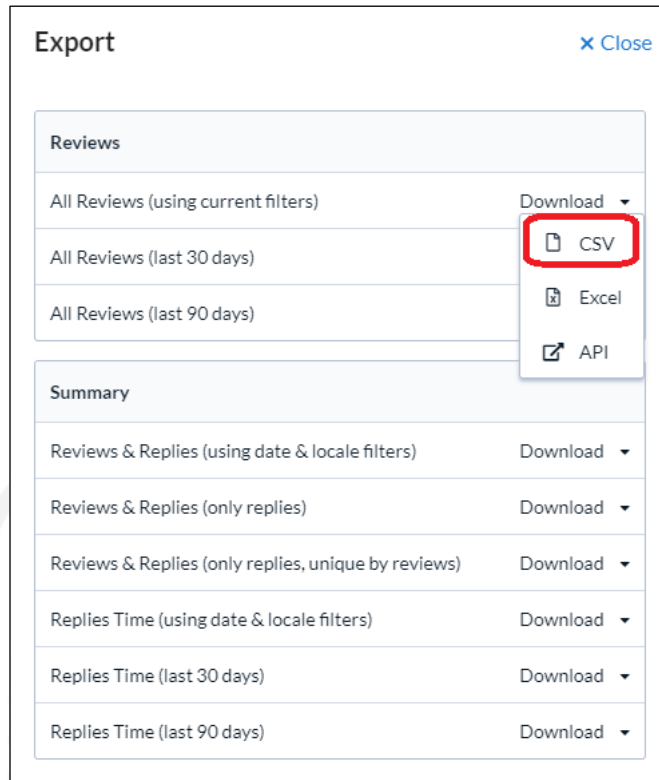 Export
× Close
Reviews
All Reviews (using current filters) Download
CSV
All Reviews (last 30 days)
Excel
All Reviews (last 90 days)
API
Summary
Reviews & Replies (using date & locale filters) Download
Reviews & Replies (only replies) Download
Reviews & Replies (only replies, unique by reviews) Download
Replies Time (using date & locale filters) Download
Replies Time (last 30 days) Download
Replies Time (last 90 days) Download